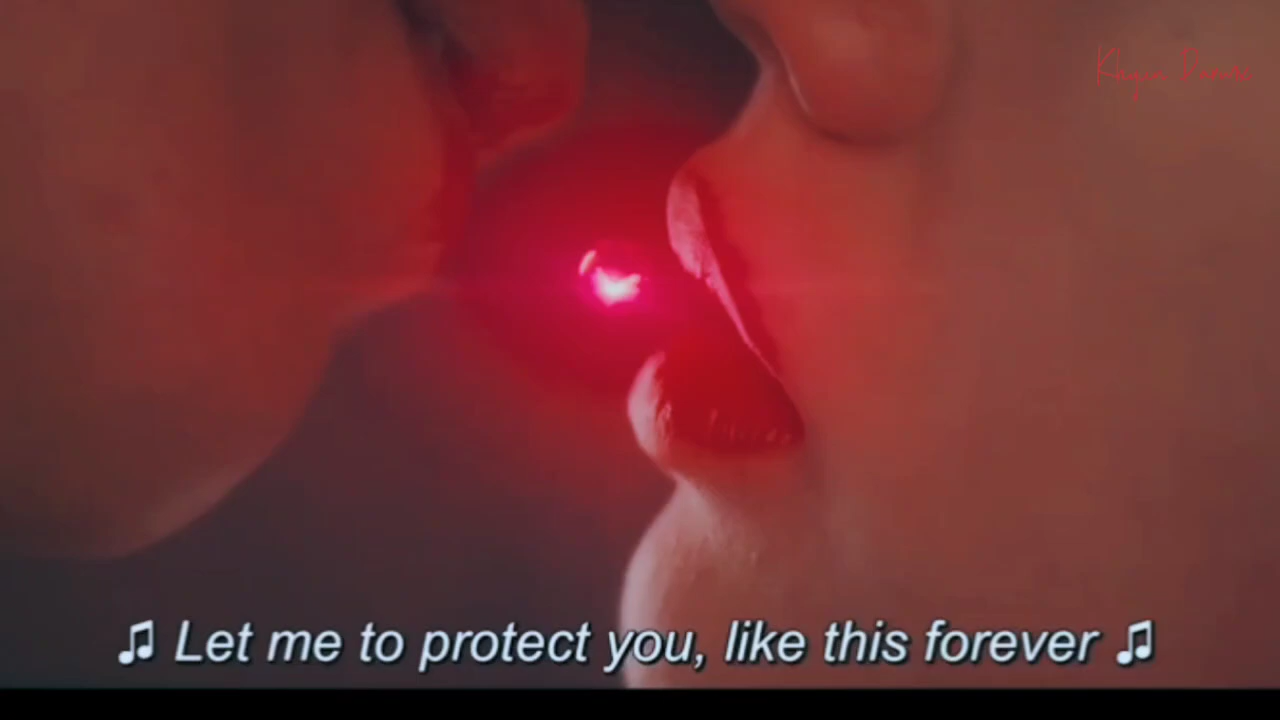 ♫ Let me to protect you, like this forever ♫